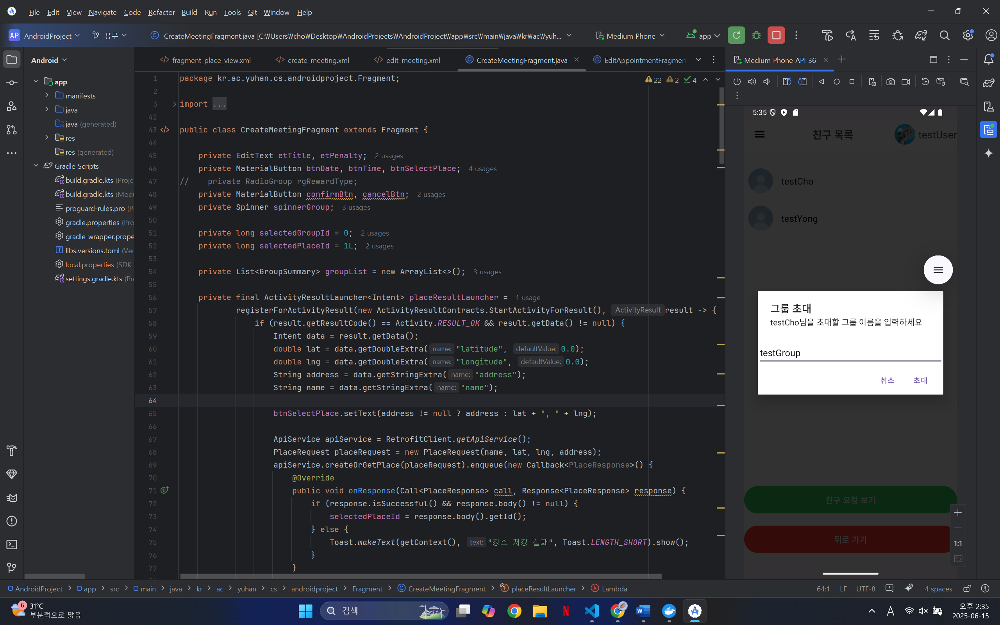 File Edit View Navigate Code Refactor Build Run Tools Git Window Help
AP AndroidProject 용무 CreateMeetingFragment.java [C:₩Users₩cho₩Desktop₩AndroidProjects₩AndroidProject₩app₩src₩main₩java₩kr₩ac₩yuh... Medium Phone app
Android
app
manifests
java
java (generated)
res
res (generated)
Gradle Scripts
build.gradle.kts (Proje
build.gradle.kts (Modu
proguard-rules.pro (Pr
gradle.properties (Pro
gradle-wrapper.prope
libs.versions.toml (Ver
local.properties (SDK
settings.gradle.kts (Pr
fragment_place_view.xml create_meeting.xml edit_meeting.xml CreateMeetingFragment.java EditAppointmentFragmen
22 2 4
1 package kr.ac.yuhan.cs.androidproject.Fragment;
2
3 import ...
42
43 public class CreateMeetingFragment extends Fragment {
44
45 private EditText etTitle, etPenalty; 2 usages
46 private MaterialButton btnDate, btnTime, btnSelectPlace; 4 usages
47 // private RadioGroup rgRewardType;
48 private MaterialButton confirmBtn, cancelBtn; 2 usages
49 private Spinner spinnerGroup; 3 usages
50
51 private long selectedGroupId = 0; 2 usages
52 private long selectedPlaceId = 1L; 2 usages
53
54 private List<GroupSummary> groupList = new ArrayList<>(); 3 usages
55
56 private final ActivityResultLauncher<Intent> placeResultLauncher = 1 usage
57 registerForActivityResult(new ActivityResultContracts.StartActivityForResult(), ActivityResult result -> {
58 if (result.getResultCode() == Activity.RESULT_OK && result.getData() != null) {
59 Intent data = result.getData();
60 double lat = data.getDoubleExtra( name: "latitude", defaultValue: 0.0);
61 double lng = data.getDoubleExtra( name: "longitude", defaultValue: 0.0);
62 String address = data.getStringExtra( name: "address");
63 String name = data.getStringExtra( name: "name");
64
65 btnSelectPlace.setText(address != null ? address : lat + ", " + lng);
66
67 ApiService apiService = RetrofitClient.getApiService();
68 PlaceRequest placeRequest = new PlaceRequest(name, lat, lng, address);
69 apiService.createOrGetPlace(placeRequest).enqueue(new Callback<PlaceResponse>() {
70 @Override
71 public void onResponse(Call<PlaceResponse> call, Response<PlaceResponse> response) {
72 if (response.isSuccessful() && response.body() != null) {
73 selectedPlaceId = response.body().getId();
74 } else {
75 Toast.makeText(getContext(), text: "장소 저장 실패", Toast.LENGTH_SHORT).show();
76 }
77 }
Medium Phone API 36
5:35
친구 목록 testUser
testCho
testYong
그룹 초대
testCho님을 초대할 그룹 이름을 입력하세요
testGroup
취소 초대
친구 요청 보기
뒤로 가기
1:1
AndroidProject > app > src > main > java > kr > ac > yuhan > cs > androidproject > Fragment > CreateMeetingFragment > placeResultLauncher > Lambda
64:1 LF UTF-8 4 spaces
6 31°C
부분적으로 맑음
검색
A
오후 2:35
2025-06-15